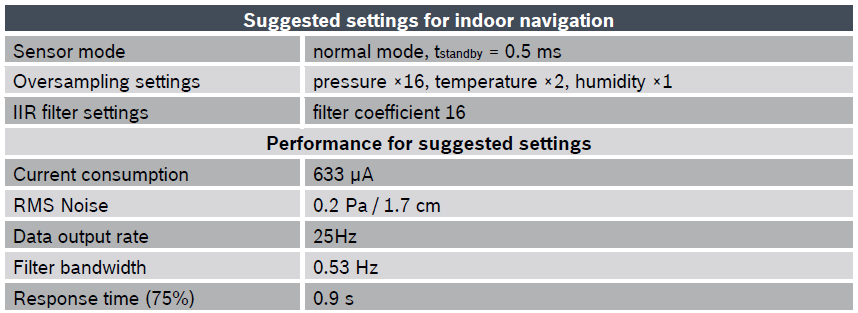 Suggested settings for indoor navigation
Sensor mode normal mode, tstandby = 0.5 ms
Oversampling settings pressure ×16, temperature ×2, humidity ×1
IIR filter settings filter coefficient 16
Performance for suggested settings
Current consumption 633 µA
RMS Noise 0.2 Pa / 1.7 cm
Data output rate 25Hz
Filter bandwidth 0.53 Hz
Response time (75%) 0.9 s